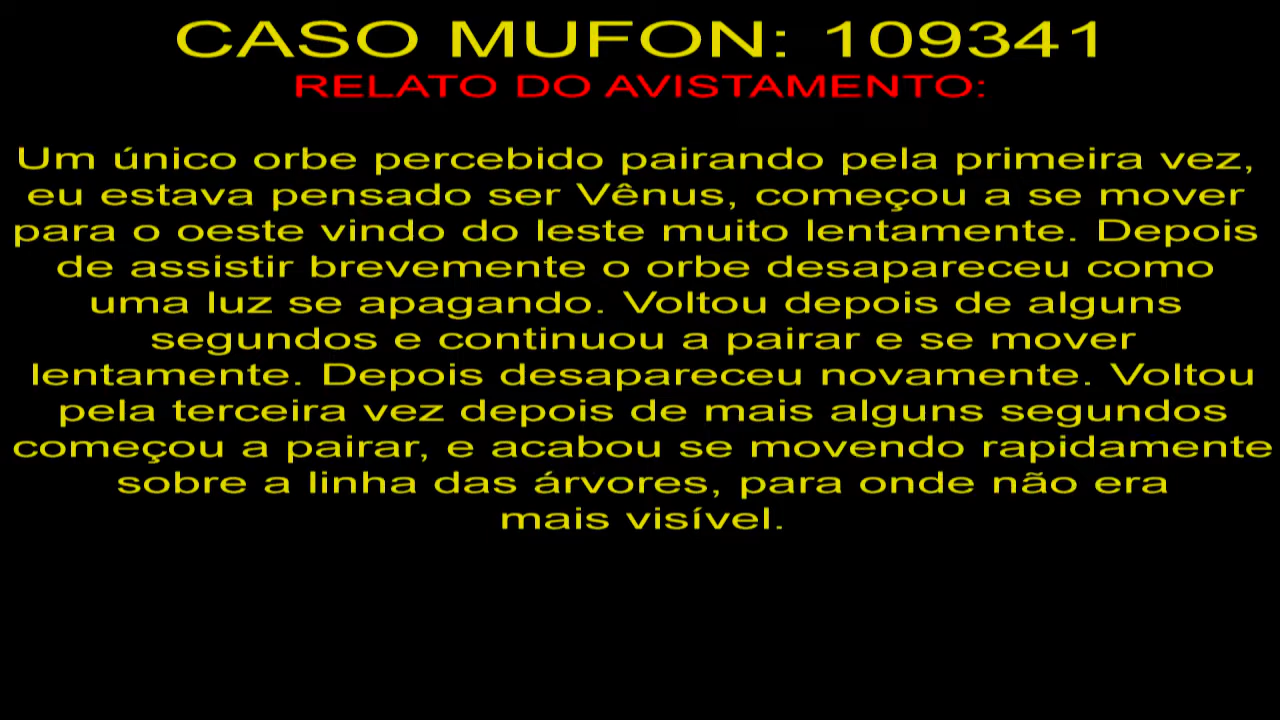 CASO MUFON: 109341
RELATO DO AVISTAMENTO:
Um único orbe percebido pairando pela primeira vez,
eu estava pensado ser Vênus, começou a se mover
para o oeste vindo do leste muito lentamente. Depois
de assistir brevemente o orbe desapareceu como
uma luz se apagando. Voltou depois de alguns
segundos e continuou a pairar e se mover
lentamente. Depois desapareceu novamente. Voltou
pela terceira vez depois de mais alguns segundos
começou a pairar, e acabou se movendo rapidamente
sobre a linha das árvores, para onde não era
mais visível.